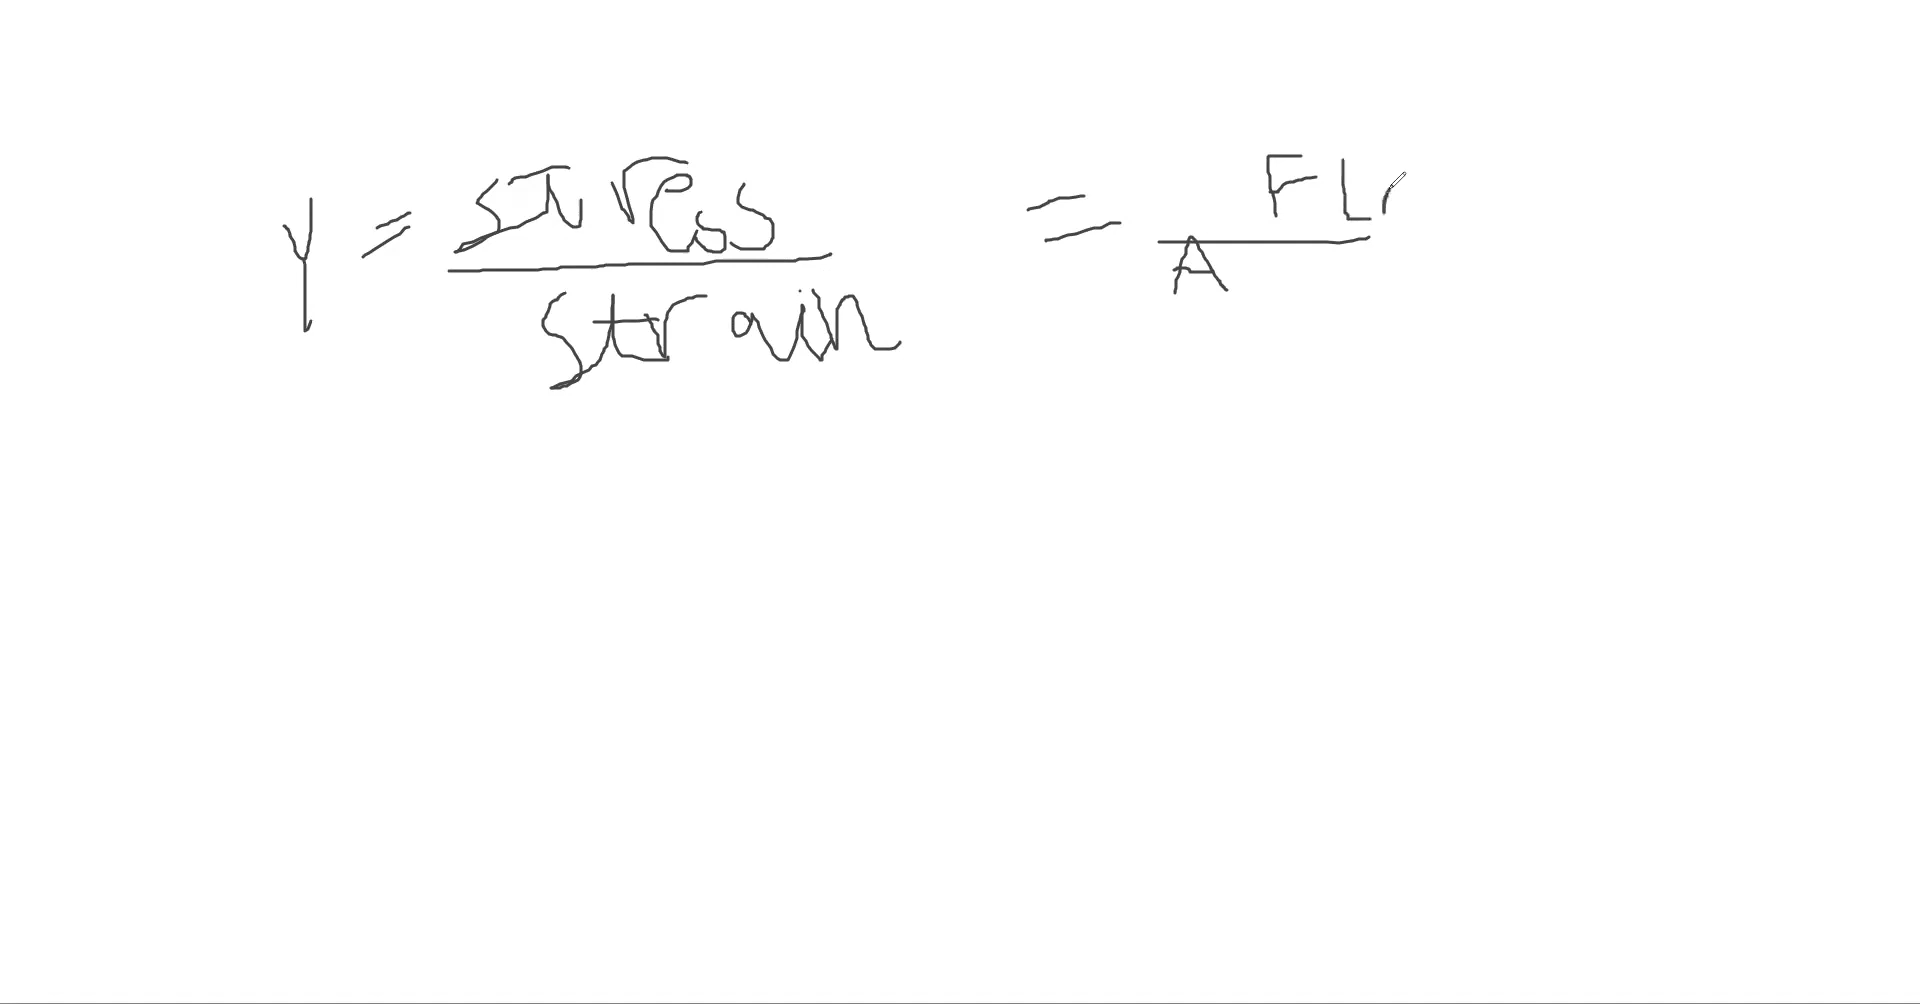 Y = stress / strain = FL / A